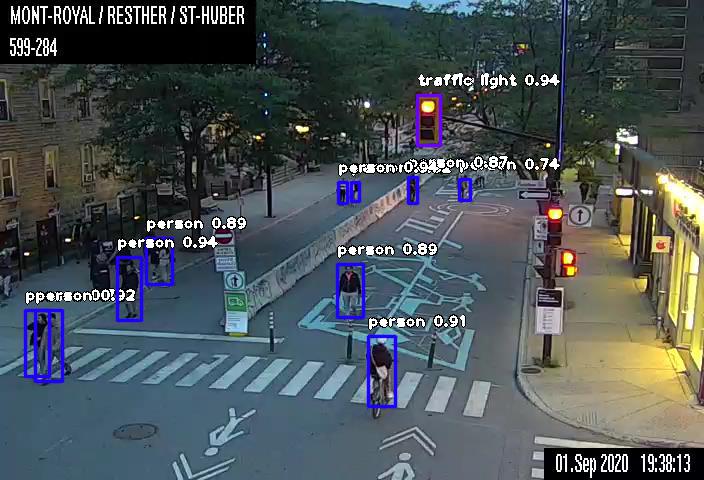 MONT-ROYAL / RESTHER / ST-HUBER
599-284
traffic light 0.94
person 0.87
0.74
person 0.89
person 0.94
person 0.89
person 0.91
01.Sep 2020 19:38:13